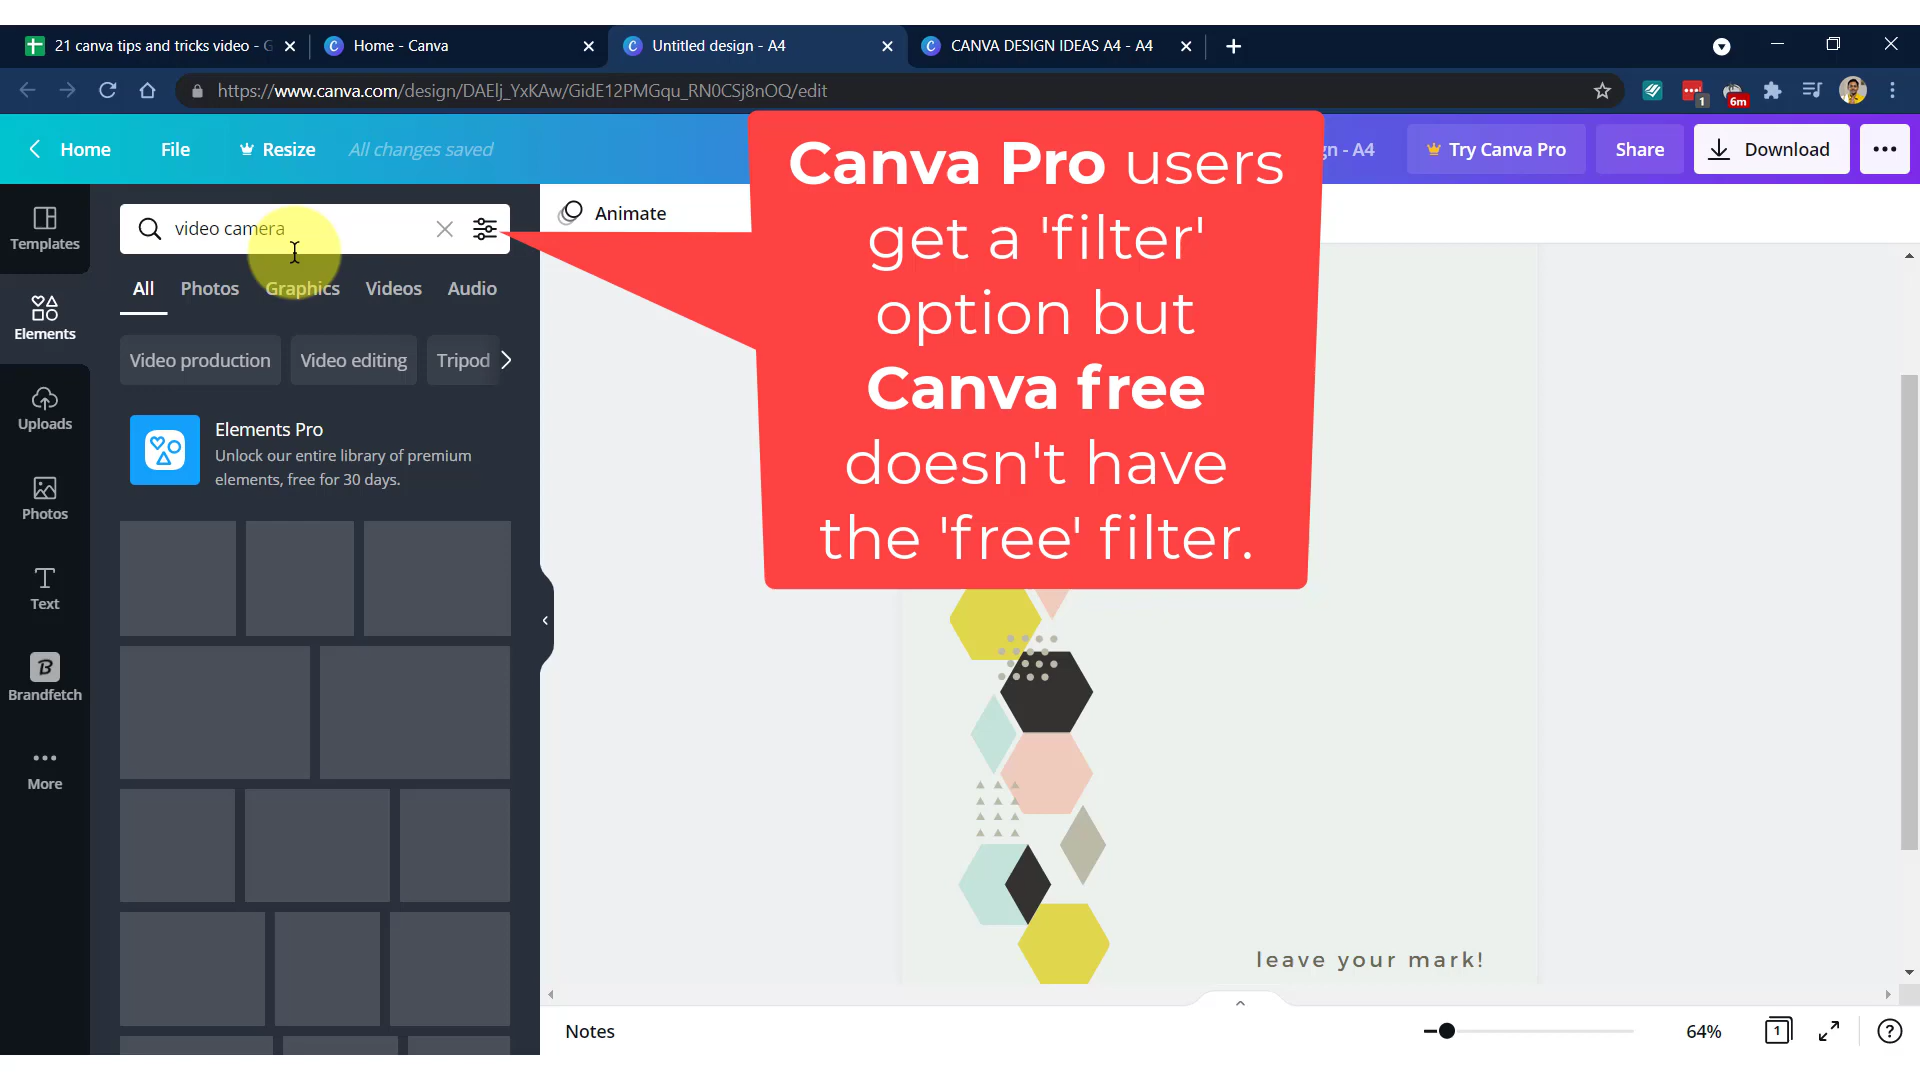 21 canva tips and tricks video - G
Home - Canva
Untitled design - A4
CANVA DESIGN IDEAS A4 - A4
https://www.canva.com/design/DAElj_YxKAw/GidE12PMGqu_RN0CSj8nOQ/edit
1
6m
Home
File
Resize
All changes saved
gn - A4
Try Canva Pro
Share
Download
Canva Pro users
get a 'filter'
option but
Canva free
doesn't have
the 'free' filter.
Templates
Elements
Uploads
Photos
Text
Brandfetch
More
video camera
Animate
All
Photos
Graphics
Videos
Audio
Video production
Video editing
Tripod
Elements Pro
Unlock our entire library of premium
elements, free for 30 days.
leave your mark!
Notes
64%
1